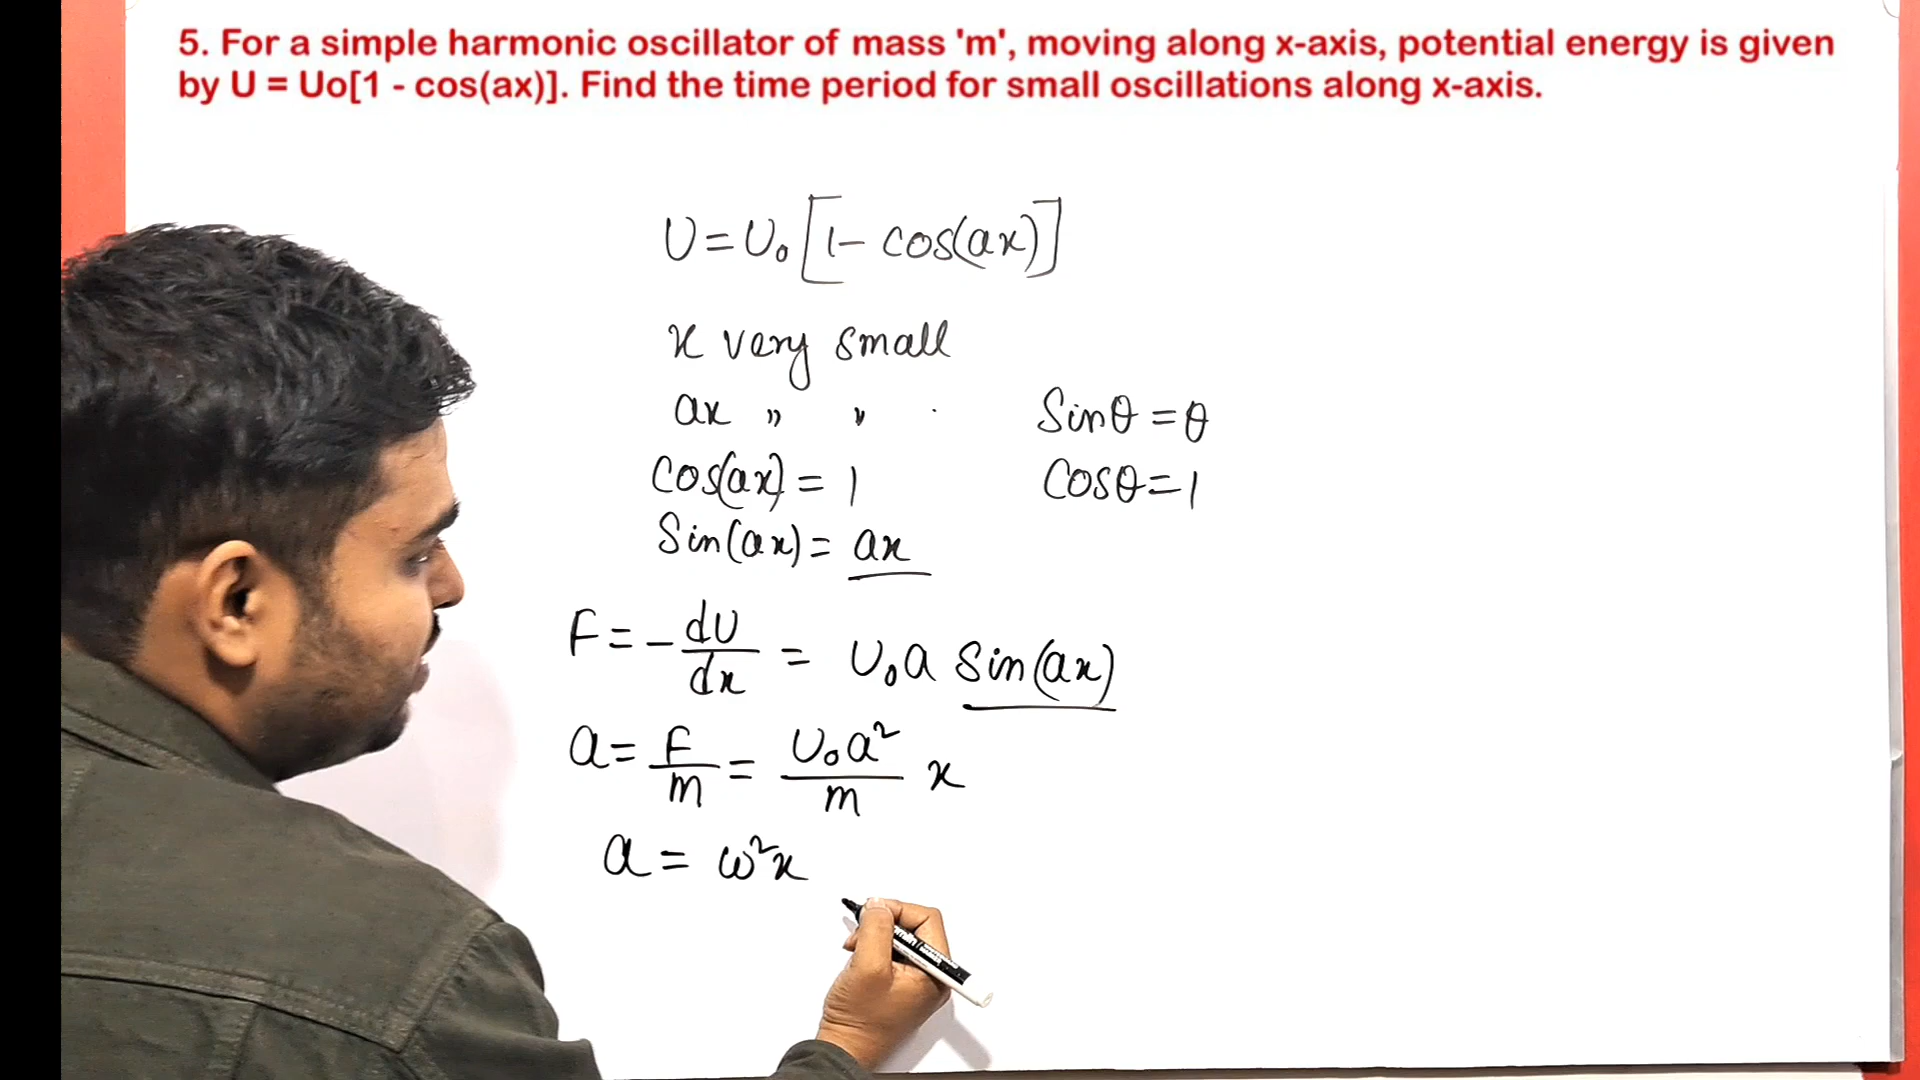 5. For a simple harmonic oscillator of mass 'm', moving along x-axis, potential energy is given
by U = Uo[1 - cos(ax)]. Find the time period for small oscillations along x-axis.
U = U₀ [1 - cos(ax)]
x very small
ax " " .
Sinθ = θ
cos(ax) = 1
Cosθ = 1
Sin(ax) = ax
F = - dU/dx = U₀a Sin(ax)
a = F/m = U₀a²/m x
a = ω²x